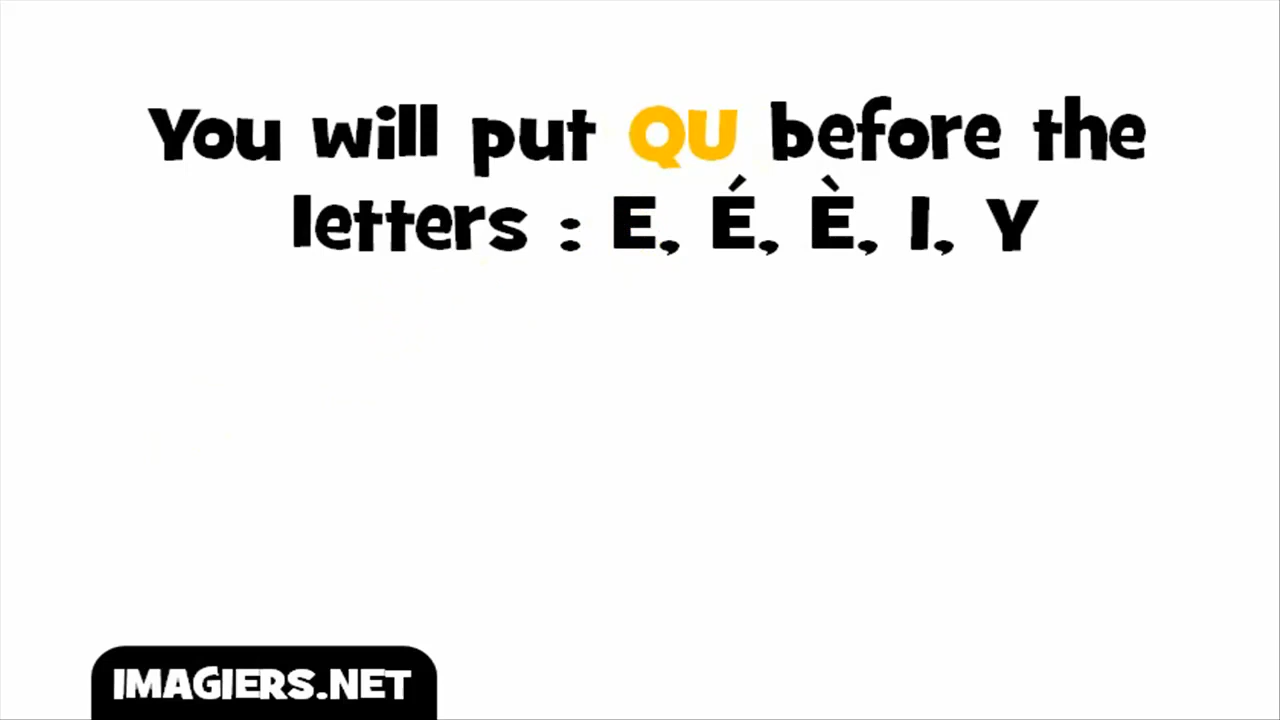 You will put QU before the
letters : E, É, È, I, Y
IMAGIERS.NET